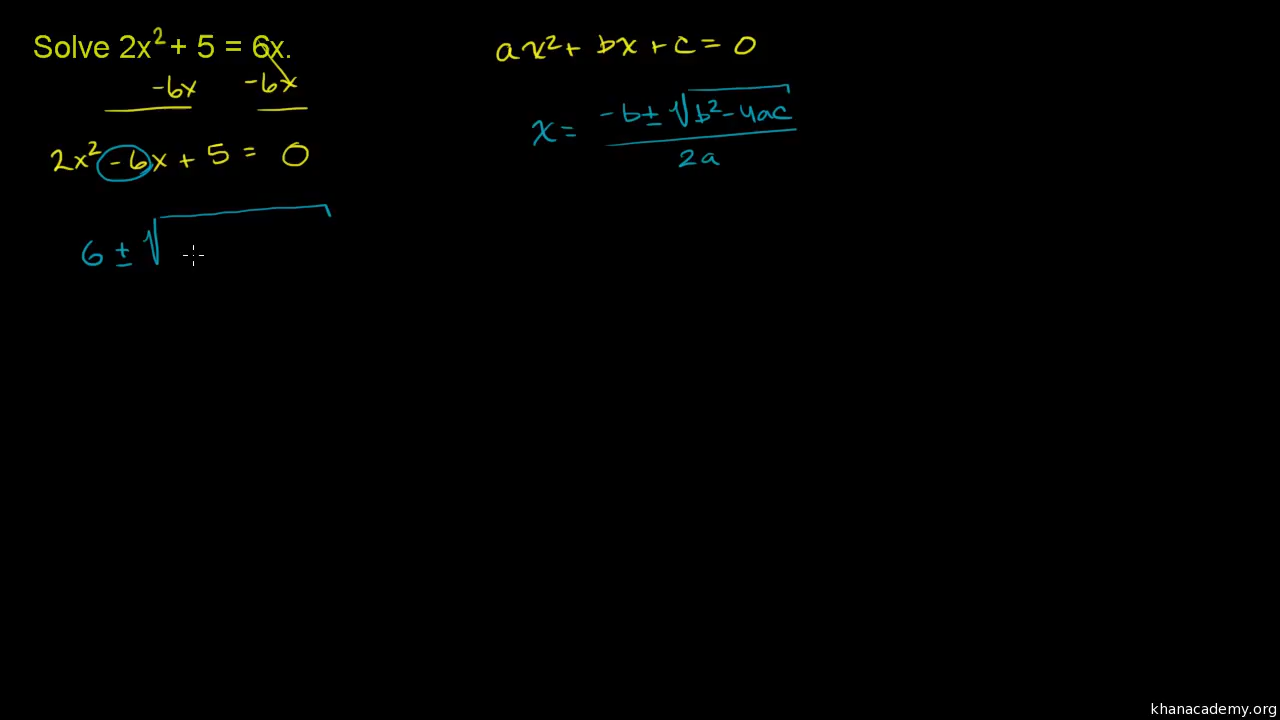 Solve 2x² + 5 = 6x.
-6x -6x
2x² - 6x + 5 = 0
6 ± √
ax² + bx + c = 0
x = -b ± √b² - 4ac
2a
khanacademy.org